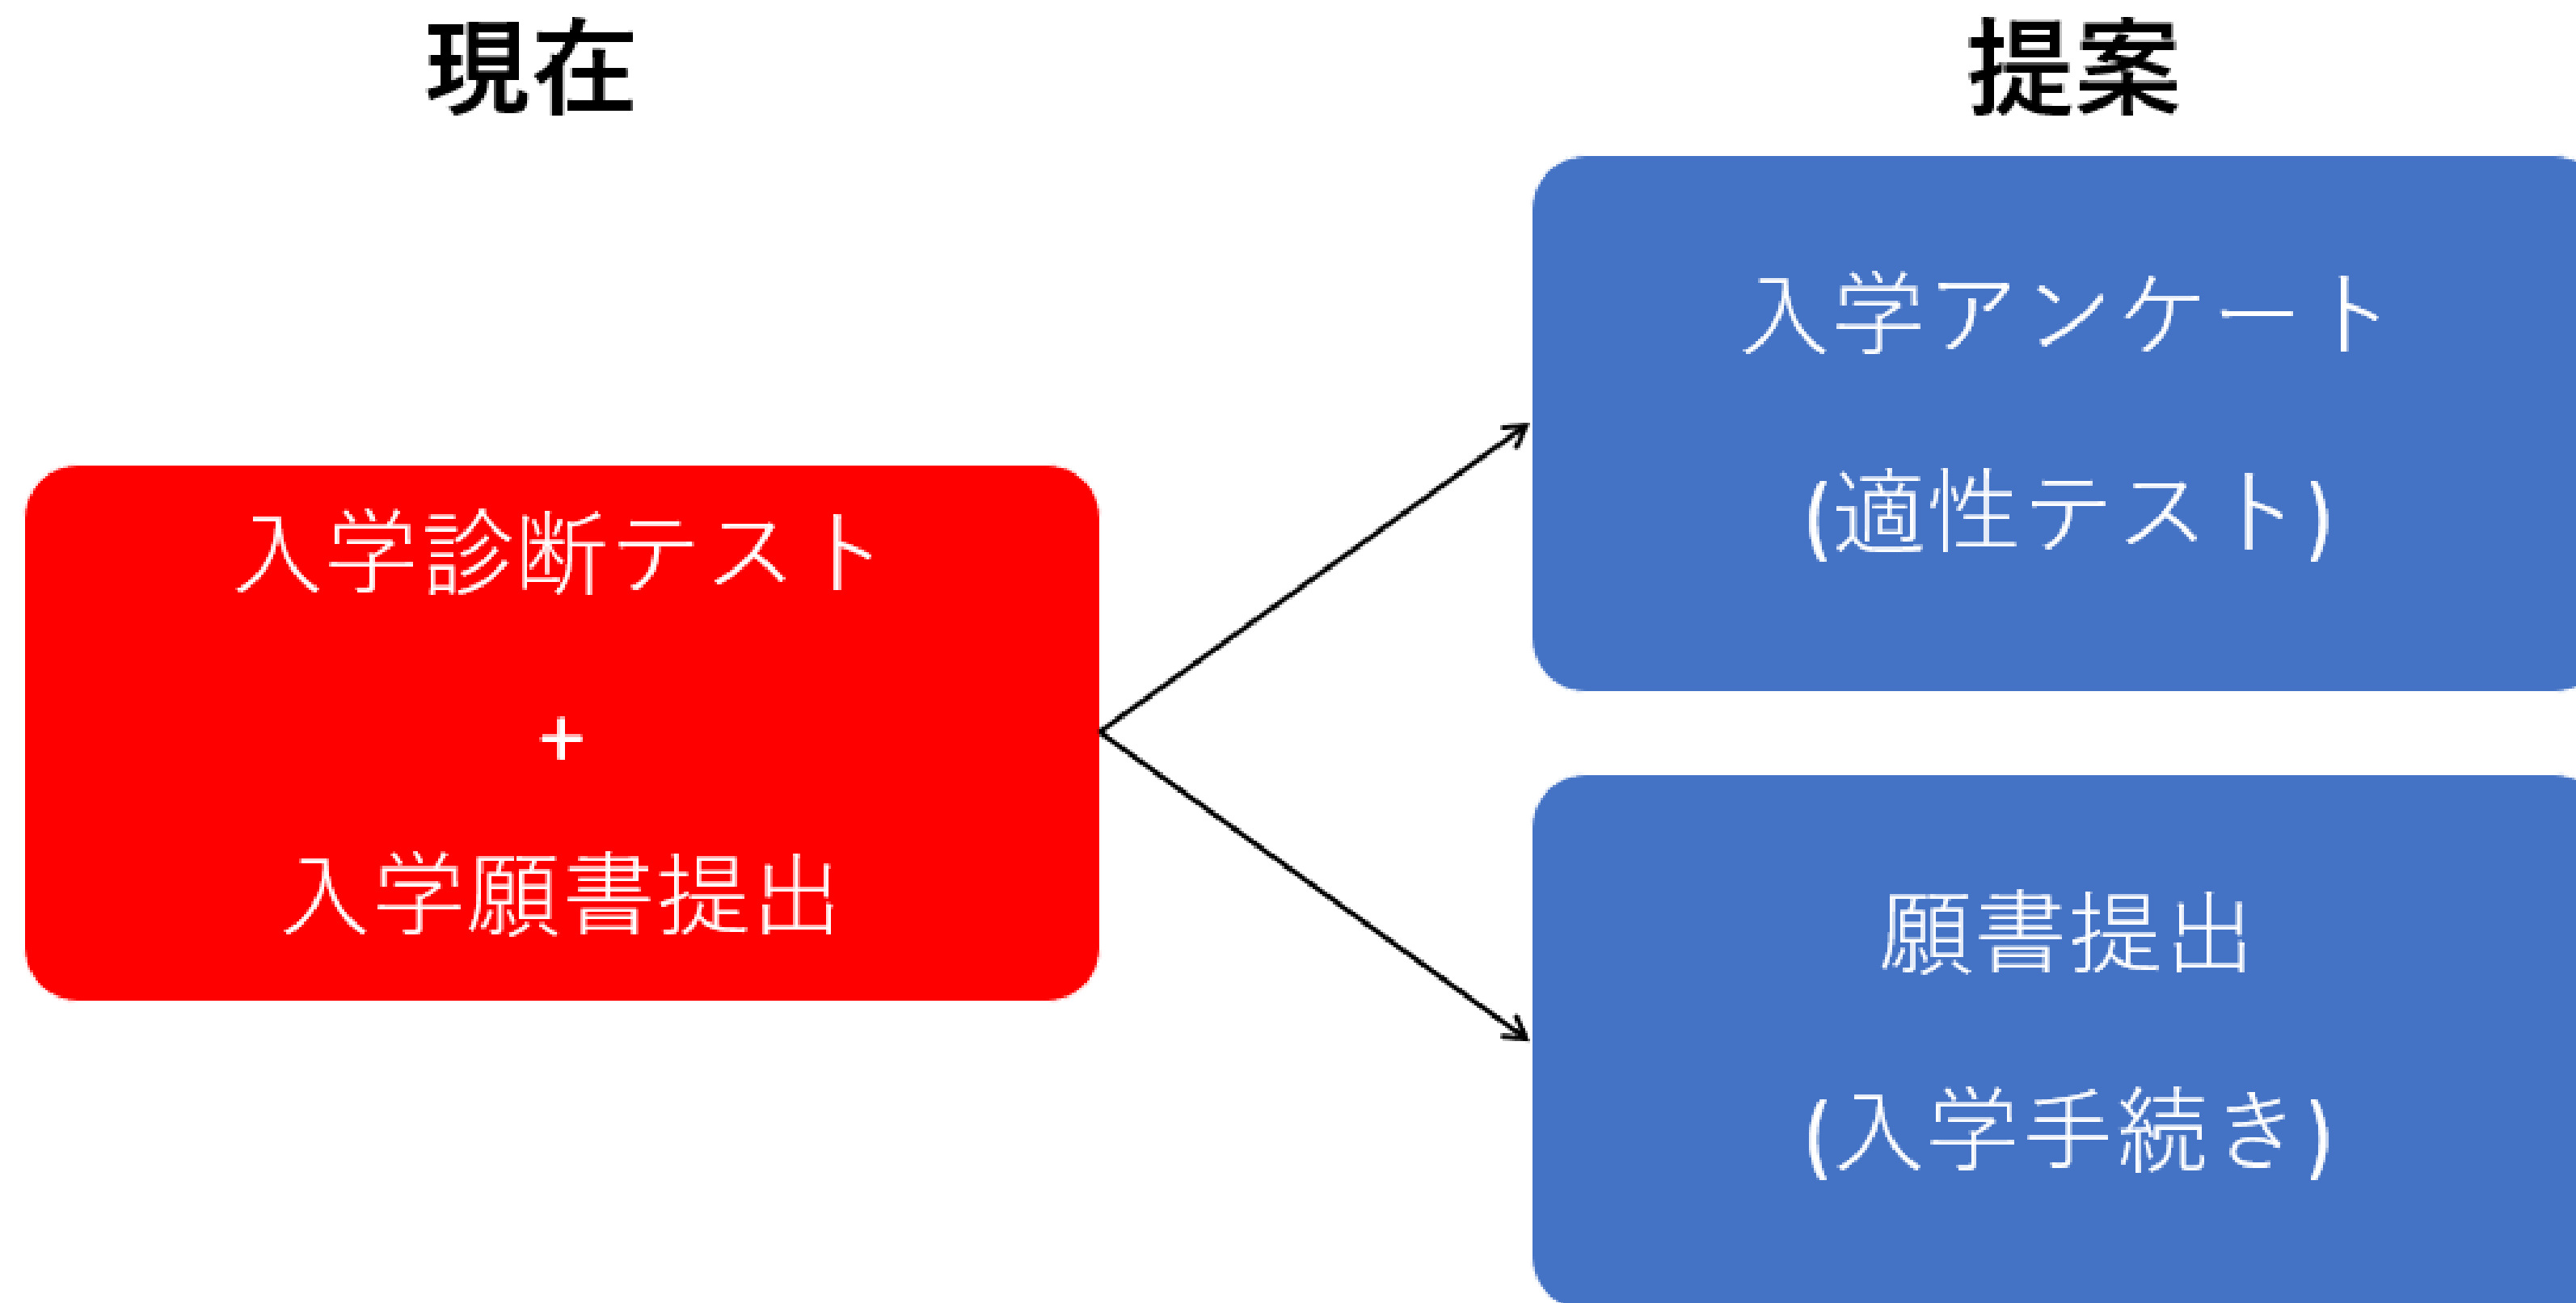 現在
提案
入学診断テスト
+
入学願書提出
入学アンケート
(適性テスト)
願書提出
(入学手続き)